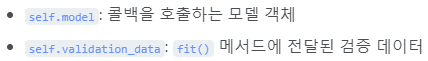 • self.model: 콜백을 호출하는 모델 객체
• self.validation_data: fit() 메서드에 전달된 검증 데이터